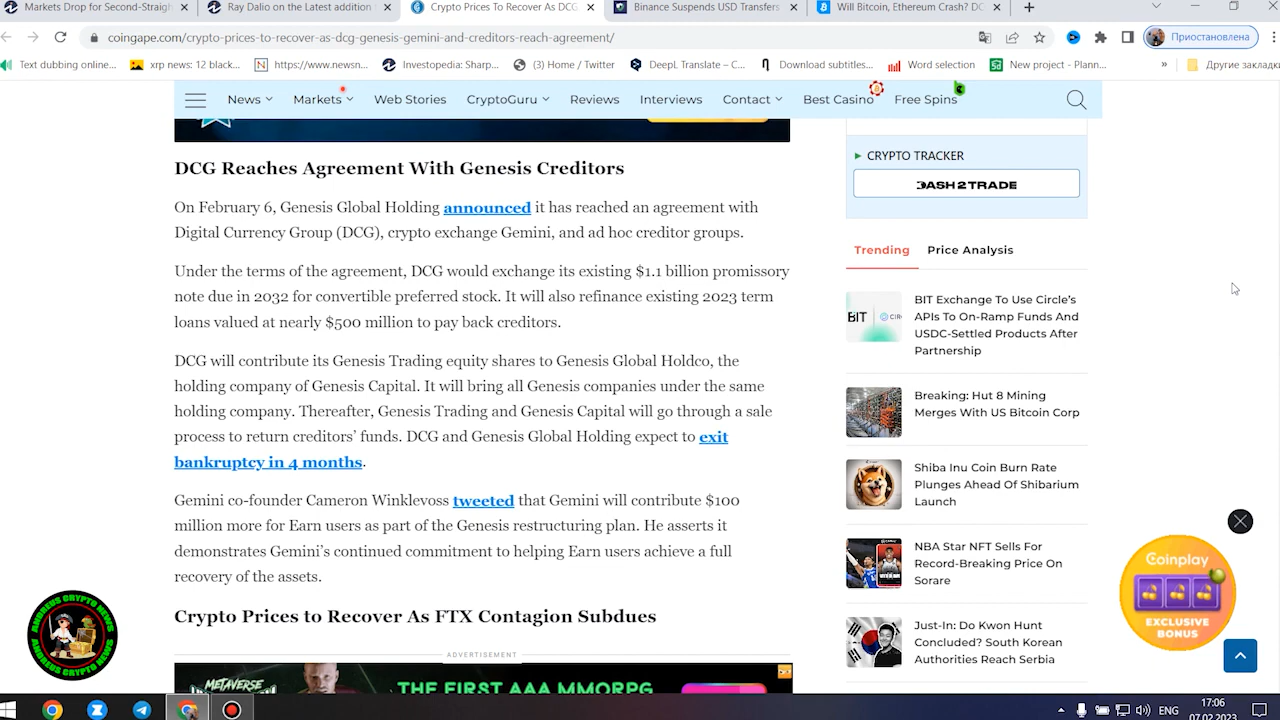 Markets Drop for Second-Straigh
Ray Dalio on the Latest addition
Crypto Prices To Recover As DCG,
Binance Suspends USD Transfers
Will Bitcoin, Ethereum Crash? DC
coingape.com/crypto-prices-to-recover-as-dcg-genesis-gemini-and-creditors-reach-agreement/
Приостановлена
Text dubbing online...
xrp news: 12 black...
https://www.newsn...
Investopedia: Sharp...
(3) Home / Twitter
DeepL Translate – C...
Download subtitles...
Word selection
New project - Plann...
»
Другие закладки
News
Markets
Web Stories
CryptoGuru
Reviews
Interviews
Contact
Best Casino
Free Spins
DCG Reaches Agreement With Genesis Creditors
On February 6, Genesis Global Holding announced it has reached an agreement with
Digital Currency Group (DCG), crypto exchange Gemini, and ad hoc creditor groups.
Under the terms of the agreement, DCG would exchange its existing $1.1 billion promissory
note due in 2032 for convertible preferred stock. It will also refinance existing 2023 term
loans valued at nearly $500 million to pay back creditors.
DCG will contribute its Genesis Trading equity shares to Genesis Global Holdco, the
holding company of Genesis Capital. It will bring all Genesis companies under the same
holding company. Thereafter, Genesis Trading and Genesis Capital will go through a sale
process to return creditors' funds. DCG and Genesis Global Holding expect to exit
bankruptcy in 4 months.
Gemini co-founder Cameron Winklevoss tweeted that Gemini will contribute $100
million more for Earn users as part of the Genesis restructuring plan. He asserts it
demonstrates Gemini's continued commitment to helping Earn users achieve a full
recovery of the assets.
Crypto Prices to Recover As FTX Contagion Subdues
ADVERTISEMENT
METAVERSE
THE FIRST AAA MMORPG
CRYPTO TRACKER
DASH 2 TRADE
Trending
Price Analysis
BIT Exchange To Use Circle's
APIs To On-Ramp Funds And
USDC-Settled Products After
Partnership
Breaking: Hut 8 Mining
Merges With US Bitcoin Corp
Shiba Inu Coin Burn Rate
Plunges Ahead Of Shibarium
Launch
NBA Star NFT Sells For
Record-Breaking Price On
Sorare
Just-In: Do Kwon Hunt
Concluded? South Korean
Authorities Reach Serbia
Coinplay
EXCLUSIVE
BONUS
ANDREUS CRYPTO NEWS
ANDREUS CRYPTO NEWS
ENG
17:06
07.02.2023